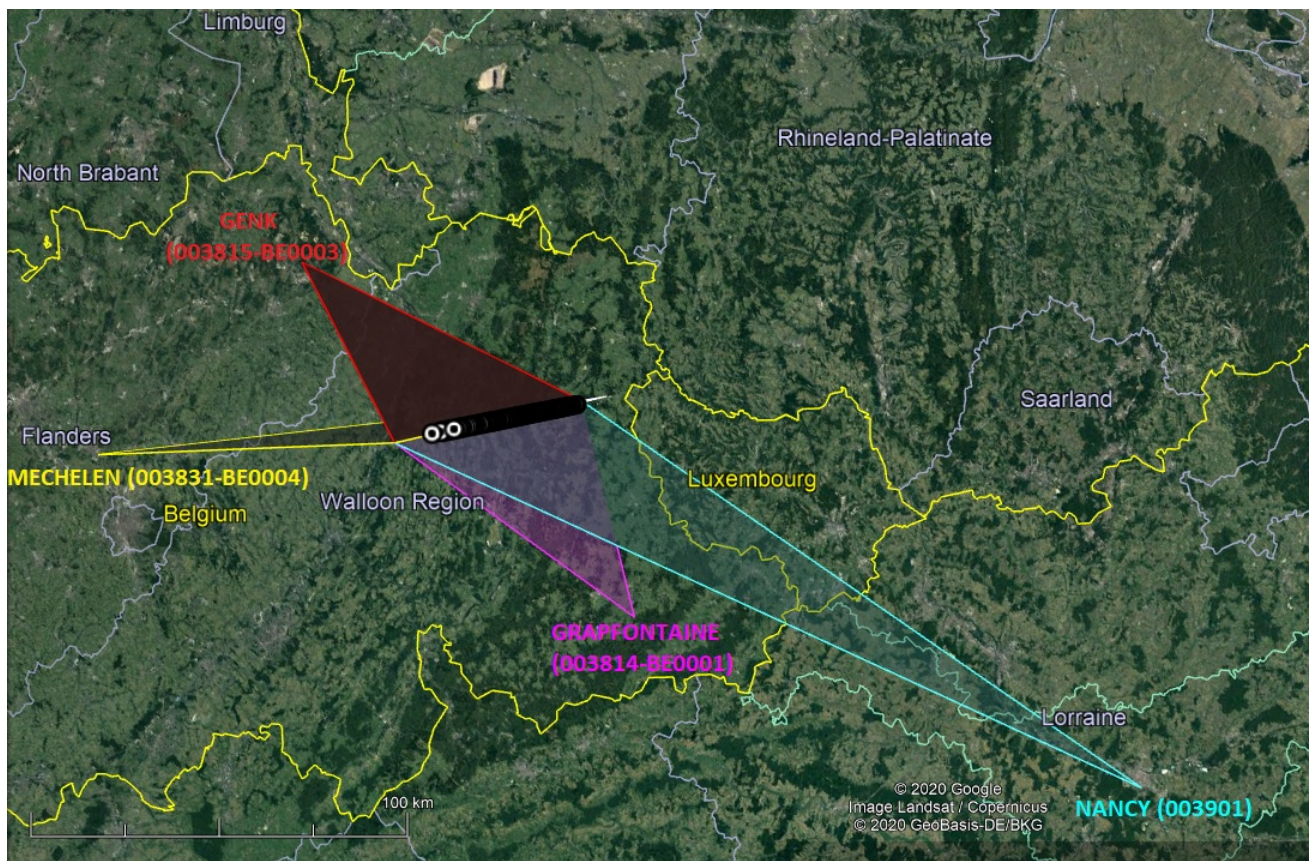 Limburg
Rhineland-Palatinate
North Brabant
GENK
(003815-BE0003)
Saarland
Flanders
MECHELEN (003831-BE0004)
Luxembourg
Walloon Region
Belgium
GRAPFONTAINE
(003814-BE0001)
Lorraine
100 km
© 2020 Google
Image Landsat / Copernicus
© 2020 GeoBasis-DE/BKG
NANCY (003901)